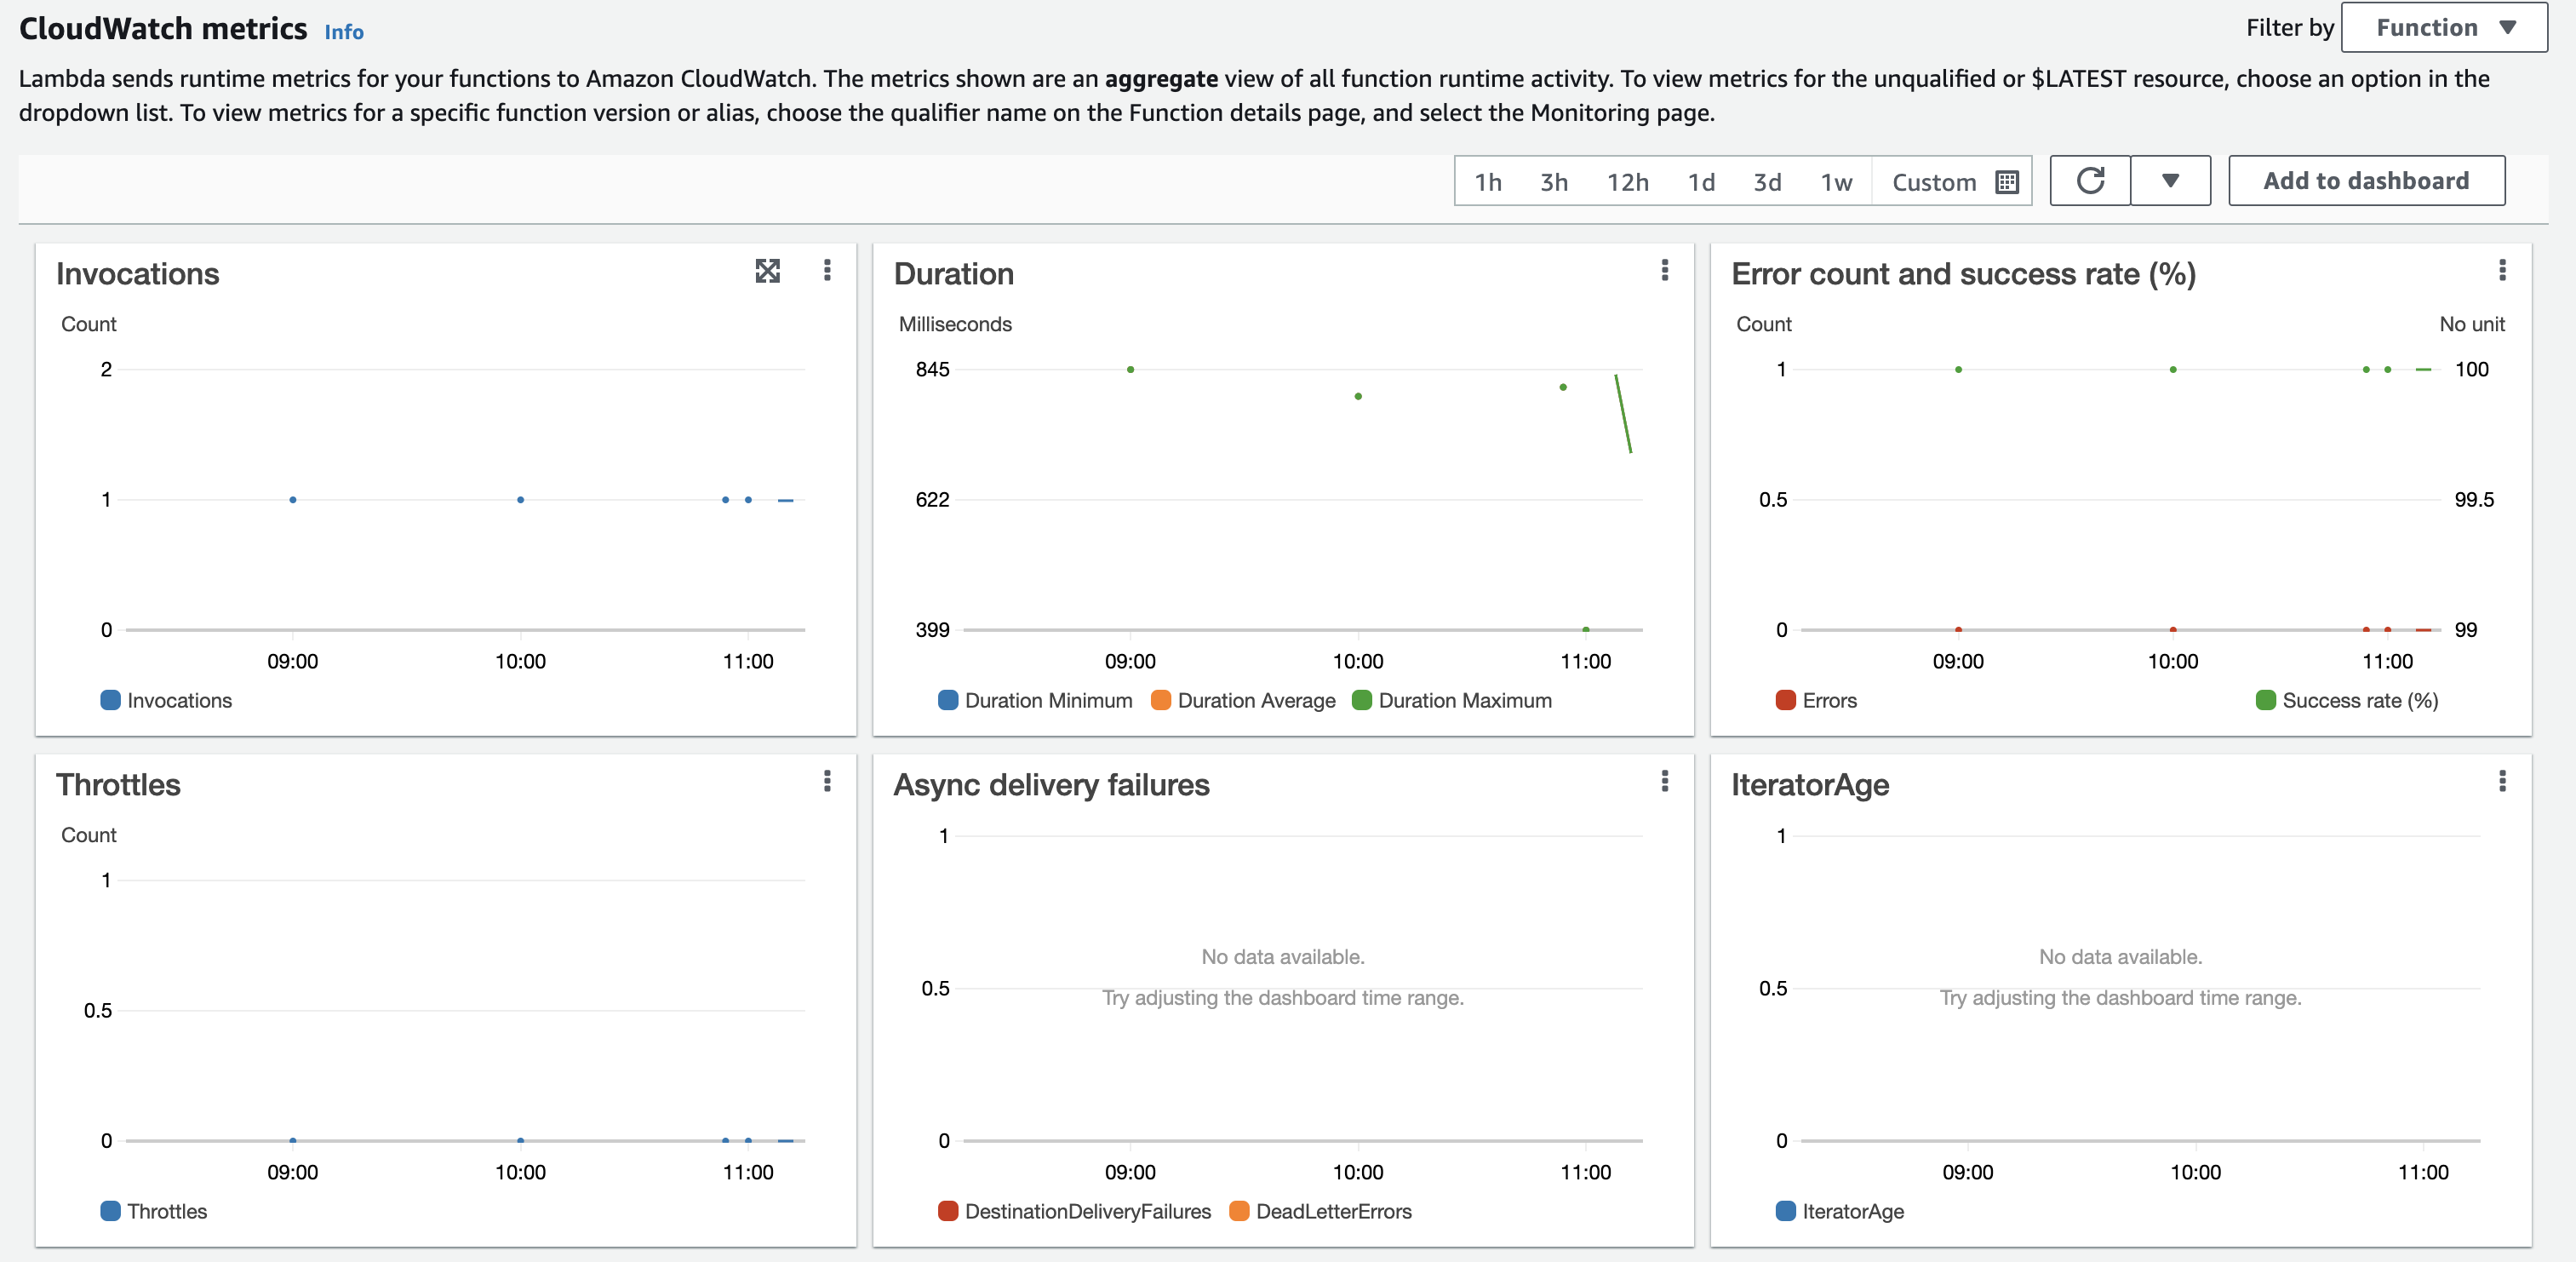 CloudWatch metrics Info
Filter by Function
Lambda sends runtime metrics for your functions to Amazon CloudWatch. The metrics shown are an aggregate view of all function runtime activity. To view metrics for the unqualified or $LATEST resource, choose an option in the
dropdown list. To view metrics for a specific function version or alias, choose the qualifier name on the Function details page, and select the Monitoring page.
1h 3h 12h 1d 3d 1w Custom Add to dashboard
Invocations
Count
2
1
0
09:00 10:00 11:00
Invocations
Duration
Milliseconds
845
622
399
09:00 10:00 11:00
Duration Minimum Duration Average Duration Maximum
Error count and success rate (%)
Count No unit
1 100
0.5 99.5
0 99
09:00 10:00 11:00
Errors Success rate (%)
Throttles
Count
1
0.5
0
09:00 10:00 11:00
Throttles
Async delivery failures
1
No data available.
0.5
Try adjusting the dashboard time range.
0
09:00 10:00 11:00
DestinationDeliveryFailures DeadLetterErrors
IteratorAge
1
No data available.
0.5
Try adjusting the dashboard time range.
0
09:00 10:00 11:00
IteratorAge